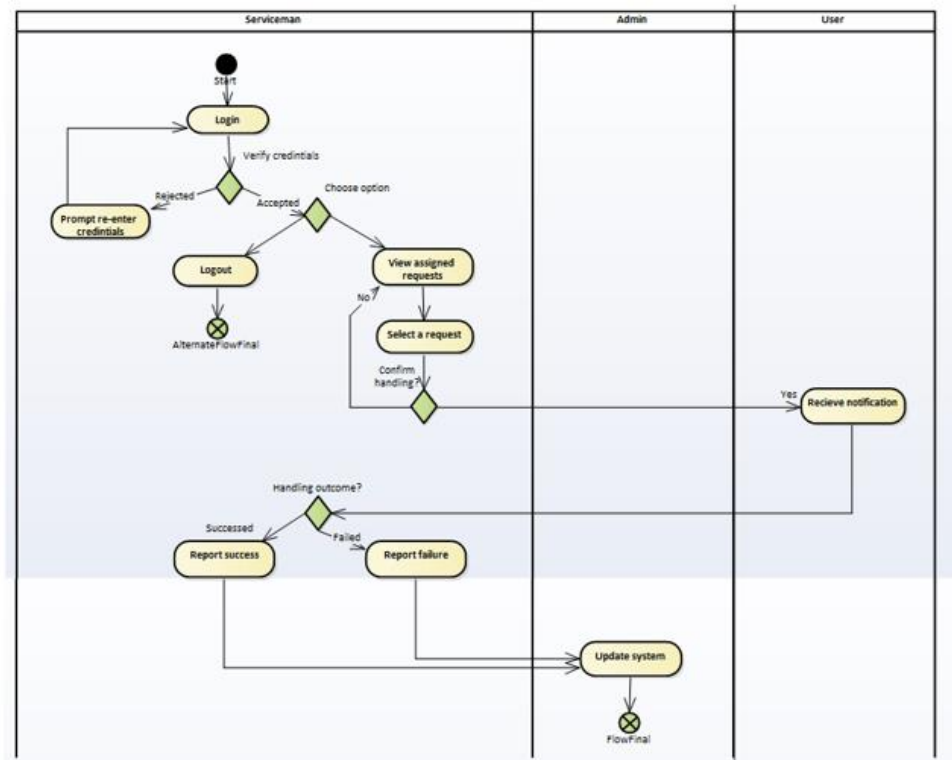 Serviceman
Admin
User
Start
Login
Verify credintials
Rejected
Accepted
Choose option
Prompt re-enter
credintials
Logout
View assigned
requests
No
AlternateFlowFinal
Select a request
Confirm
handling?
Yes
Recieve notification
Handling outcome?
Successed
Failed
Report success
Report failure
Update system
FlowFinal